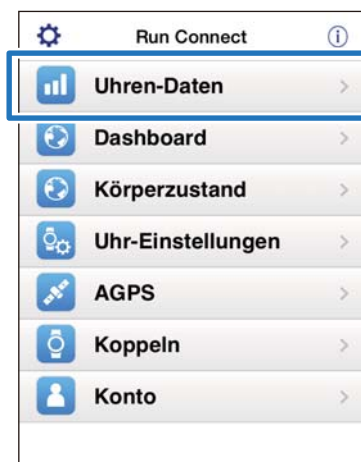 Run Connect
Uhren-Daten
Dashboard
Körperzustand
Uhr-Einstellungen
AGPS
Koppeln
Konto